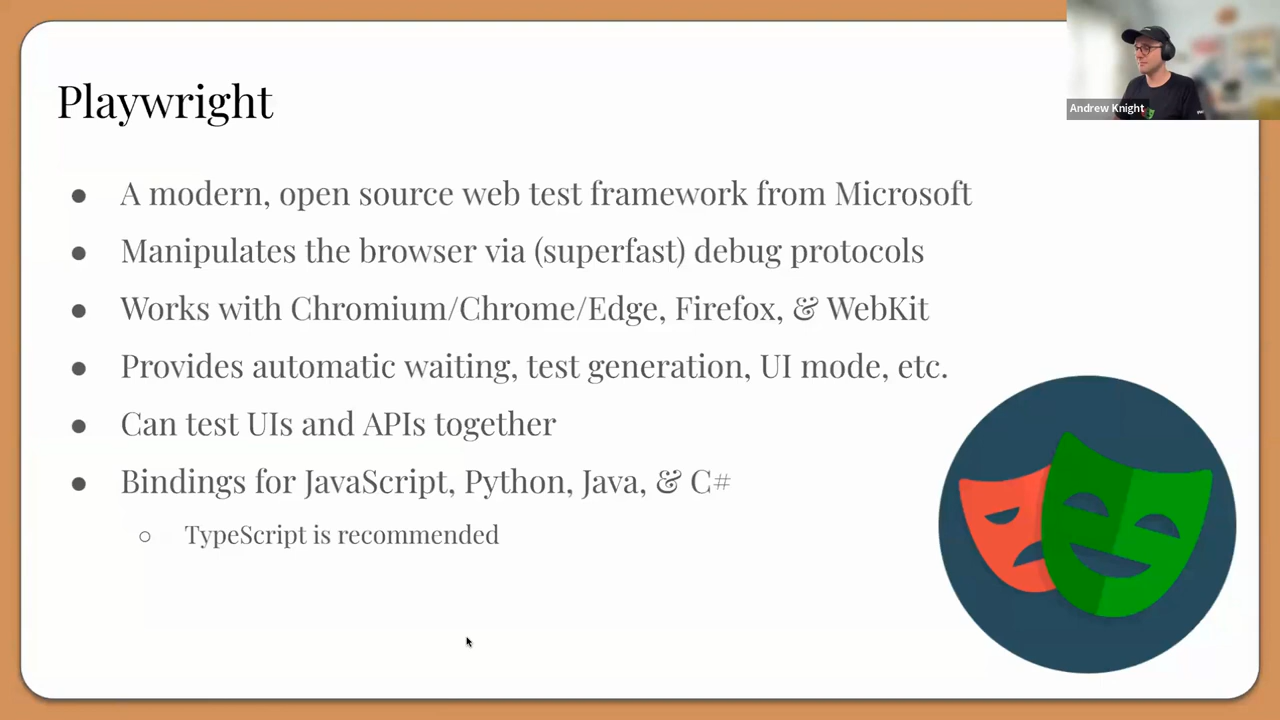 Playwright
Andrew Knight
● A modern, open source web test framework from Microsoft
● Manipulates the browser via (superfast) debug protocols
● Works with Chromium/Chrome/Edge, Firefox, & WebKit
● Provides automatic waiting, test generation, UI mode, etc.
● Can test UIs and APIs together
● Bindings for JavaScript, Python, Java, & C#
○ TypeScript is recommended